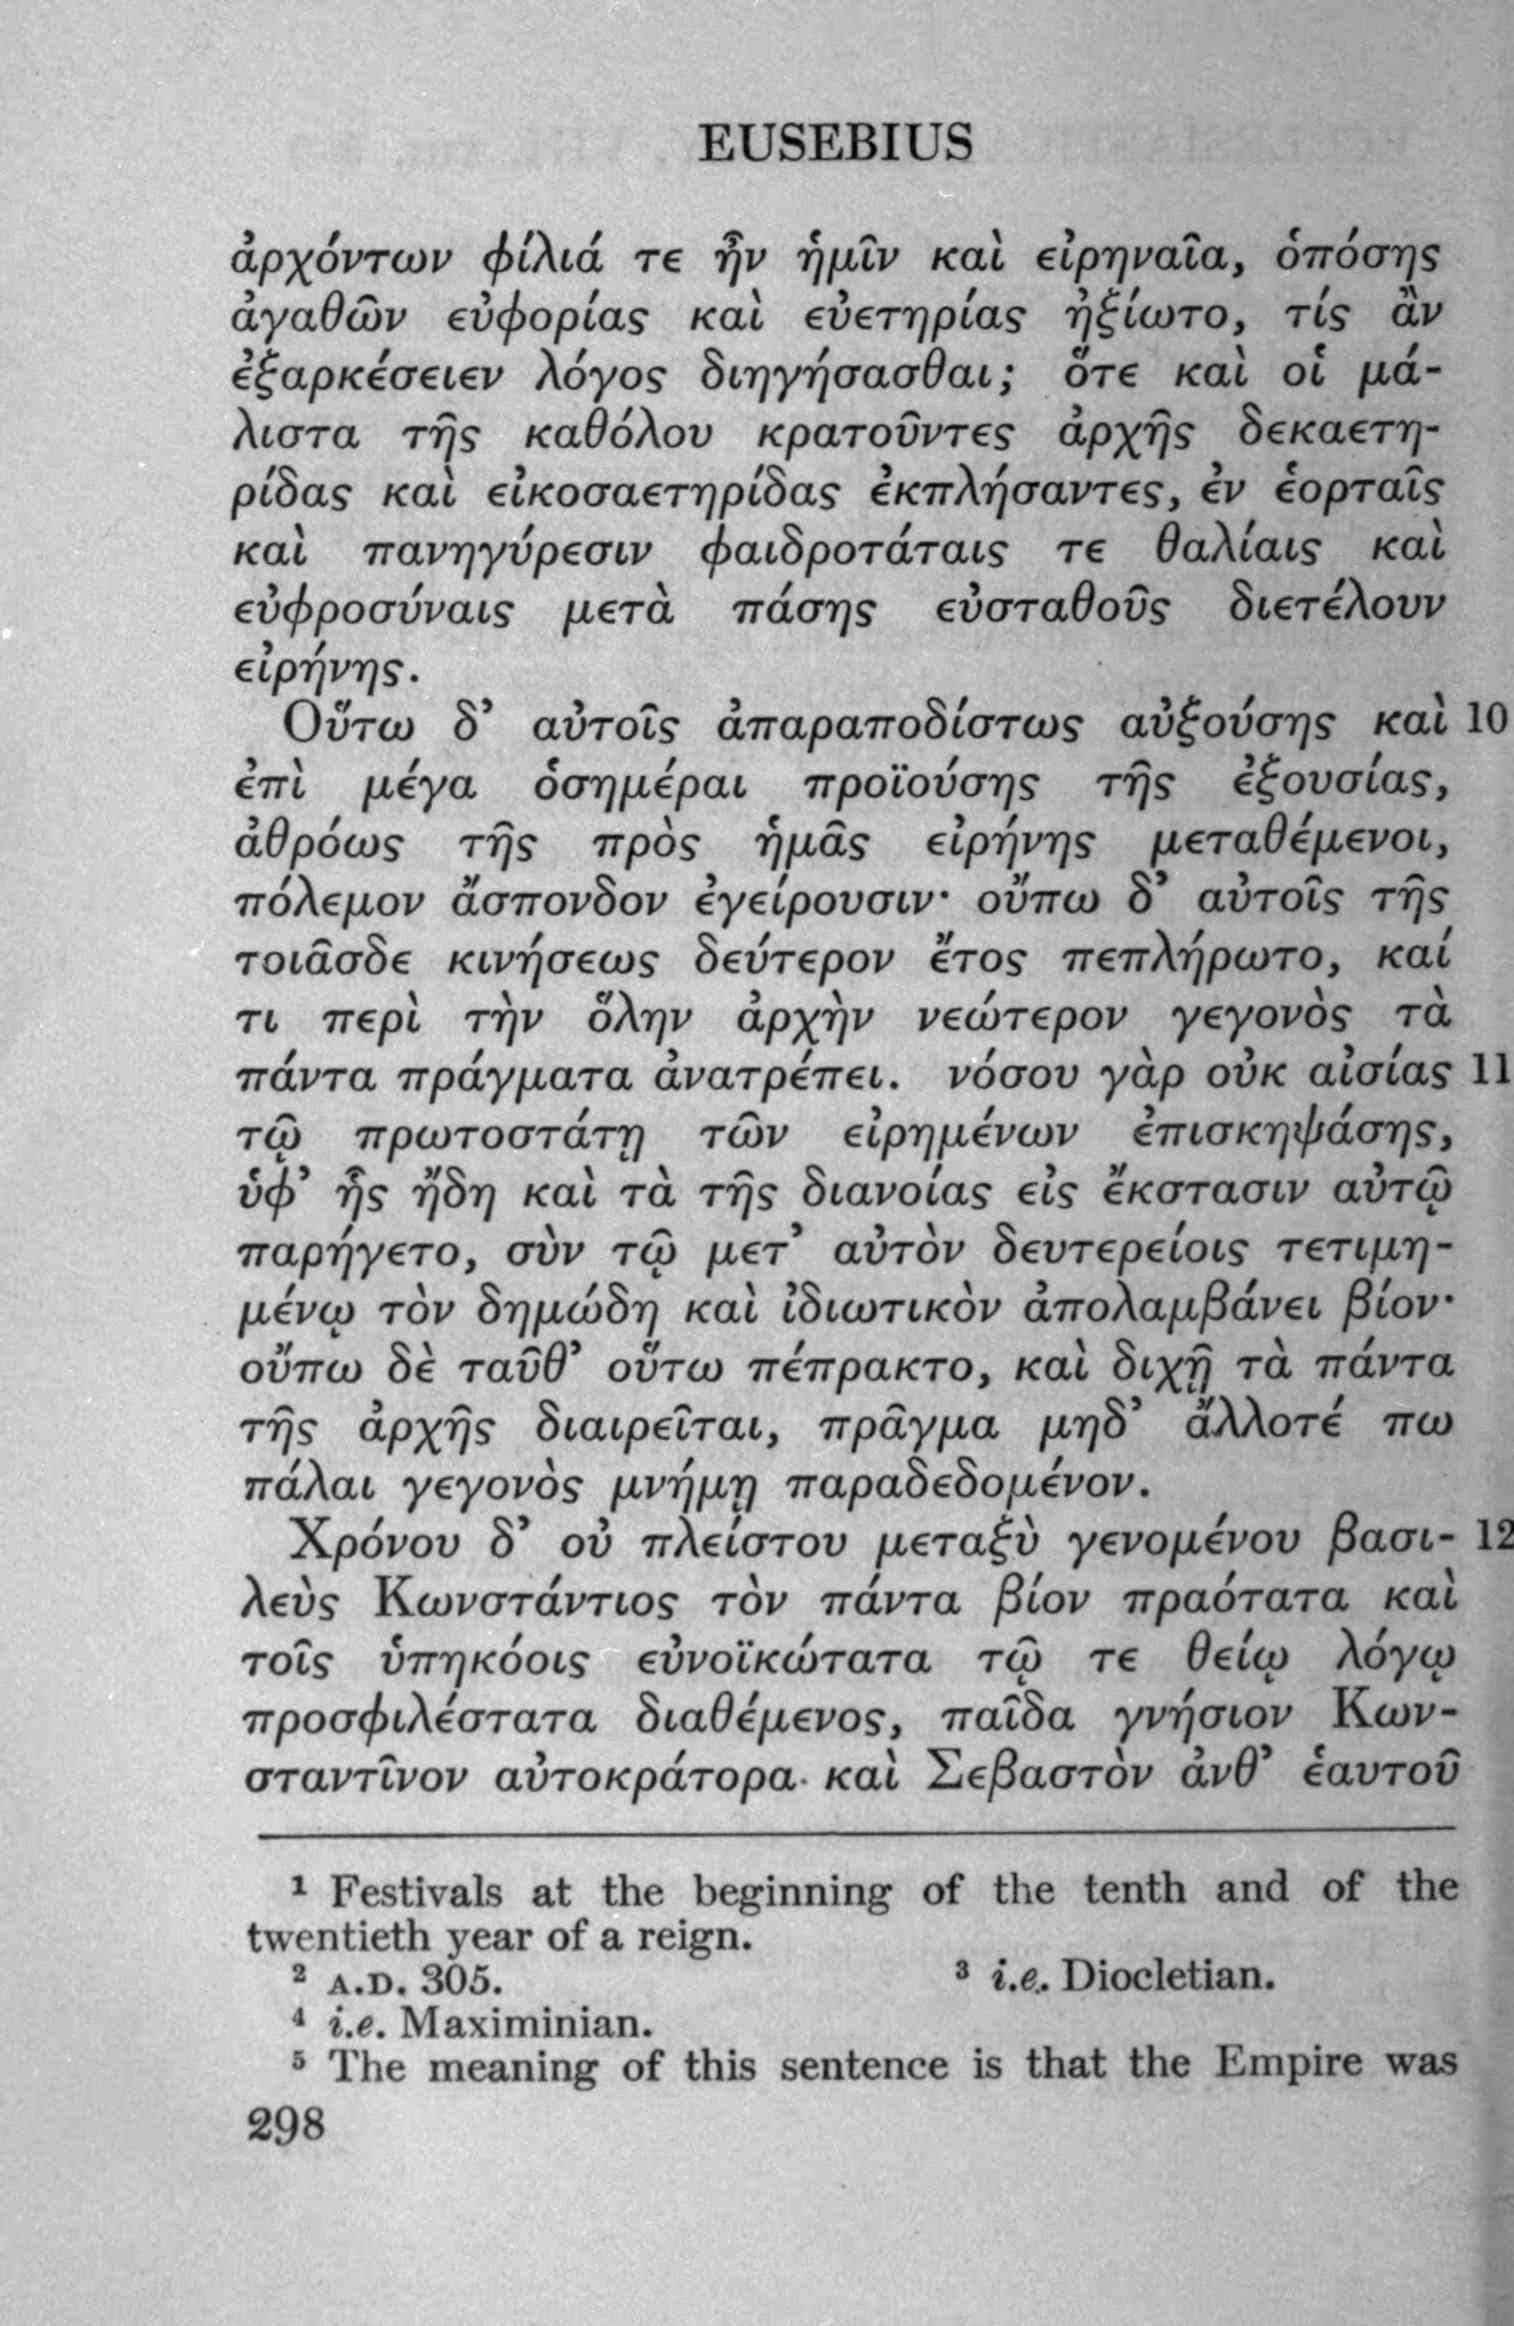 EUSEBIUS
ἀρχόντων φίλιά τε ἦν ἡμῖν καὶ εἰρηναῖα, ὁπόσης
ἀγαθῶν εὐφορίας καὶ εὐετηρίας ἠξίωτο, τίς ἂν
ἐξαρκέσειεν λόγος διηγήσασθαι; ὅτε καὶ οἱ μά-
λιστα τῆς καθόλου κρατοῦντες ἀρχῆς δεκαετη-
ρίδας καὶ εἰκοσαετηρίδας ἐκπλήσαντες, ἐν ἑορταῖς
καὶ πανηγύρεσιν φαιδροτάταις τε θαλίαις καὶ
εὐφροσύναις μετὰ πάσης εὐσταθοῦς διετέλουν
εἰρήνης.
Οὕτω δ’ αὐτοῖς ἀπαραποδίστως αὐξούσης καὶ 10
ἐπὶ μέγα ὁσημέραι προϊούσης τῆς ἐξουσίας,
ἀθρόως τῆς πρὸς ἡμᾶς εἰρήνης μεταθέμενοι,
πόλεμον ἄσπονδον ἐγείρουσιν· οὔπω δ’ αὐτοῖς τῆς
τοιᾶσδε κινήσεως δεύτερον ἔτος πεπλήρωτο, καί
τι περὶ τὴν ὅλην ἀρχὴν νεώτερον γεγονὸς τὰ
πάντα πράγματα ἀνατρέπει. νόσου γὰρ οὐκ αἰσίας 11
τῷ πρωτοστάτῃ τῶν εἰρημένων ἐπισκηψάσης,
ὑφ’ ἧς ἤδη καὶ τὰ τῆς διανοίας εἰς ἔκστασιν αὐτῷ
παρήγετο, σὺν τῷ μετ’ αὐτὸν δευτερείοις τετιμη-
μένῳ τὸν δημώδη καὶ ἰδιωτικὸν ἀπολαμβάνει βίον·
οὔπω δὲ ταῦθ’ οὕτω πέπρακτο, καὶ διχῇ τὰ πάντα
τῆς ἀρχῆς διαιρεῖται, πρᾶγμα μηδ’ ἄλλοτέ πω
πάλαι γεγονὸς μνήμῃ παραδεδομένον.
Χρόνου δ’ οὐ πλείστου μεταξὺ γενομένου βασι- 12
λεὺς Κωνστάντιος τὸν πάντα βίον πραότατα καὶ
τοῖς ὑπηκόοις εὐνοϊκώτατα τῷ τε θείῳ λόγῳ
προσφιλέστατα διαθέμενος, παῖδα γνήσιον Κων-
σταντῖνον αὐτοκράτορα καὶ Σεβαστὸν ἀνθ’ ἑαυτοῦ
¹ Festivals at the beginning of the tenth and of the
twentieth year of a reign.
² A.D. 305. ³ i.e. Diocletian.
⁴ i.e. Maximinian.
⁵ The meaning of this sentence is that the Empire was
298